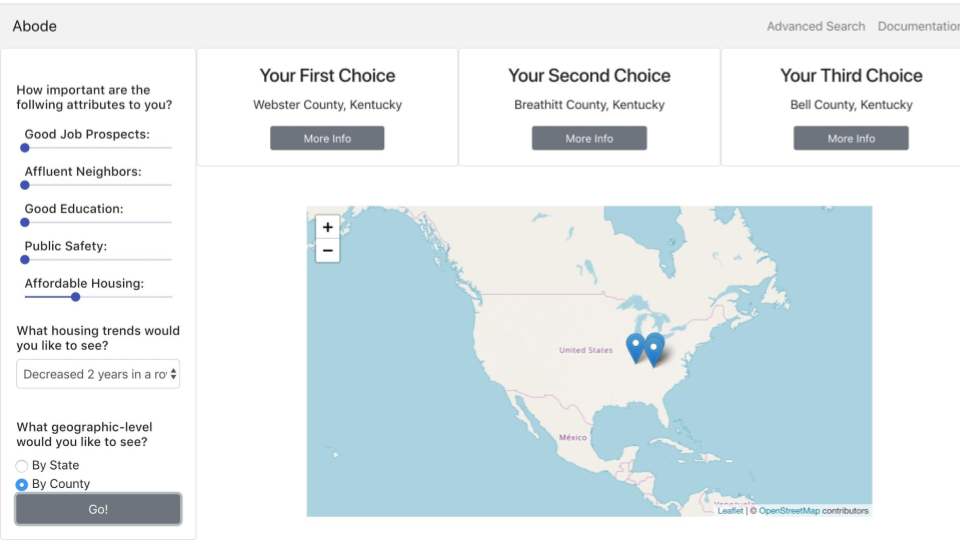 Abode
Advanced Search Documentation
How important are the
follwing attributes to you?
Good Job Prospects:
Affluent Neighbors:
Good Education:
Public Safety:
Affordable Housing:
What housing trends would
you like to see?
Decreased 2 years in a ro
What geographic-level
would you like to see?
By State
By County
Go!
Your First Choice
Webster County, Kentucky
More Info
Your Second Choice
Breathitt County, Kentucky
More Info
Your Third Choice
Bell County, Kentucky
More Info
+
−
United States
México
Venezuela
Leaflet | © OpenStreetMap contributors